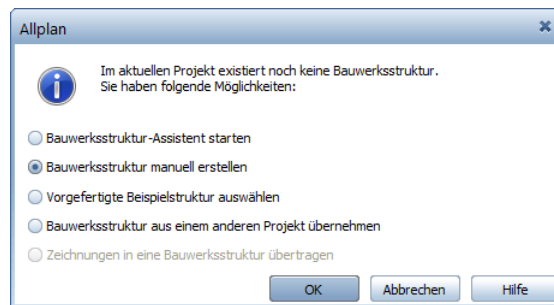 Allplan
Im aktuellen Projekt existiert noch keine Bauwerksstruktur.
Sie haben folgende Möglichkeiten:
Bauwerksstruktur-Assistent starten
Bauwerksstruktur manuell erstellen
Vorgefertigte Beispielstruktur auswählen
Bauwerksstruktur aus einem anderen Projekt übernehmen
Zeichnungen in eine Bauwerksstruktur übertragen
OK Abbrechen Hilfe